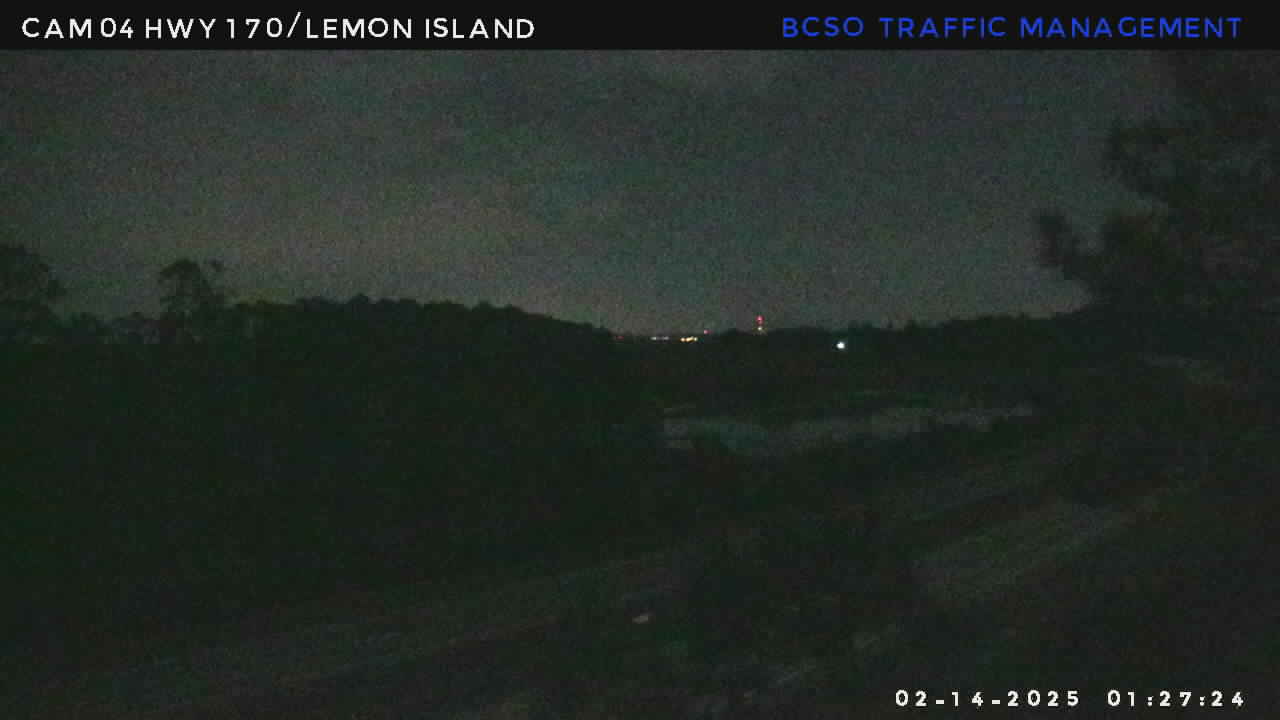 CAM04 HWY 170/LEMON ISLAND
BCSO TRAFFIC MANAGEMENT
02-14-2025 01:27:24